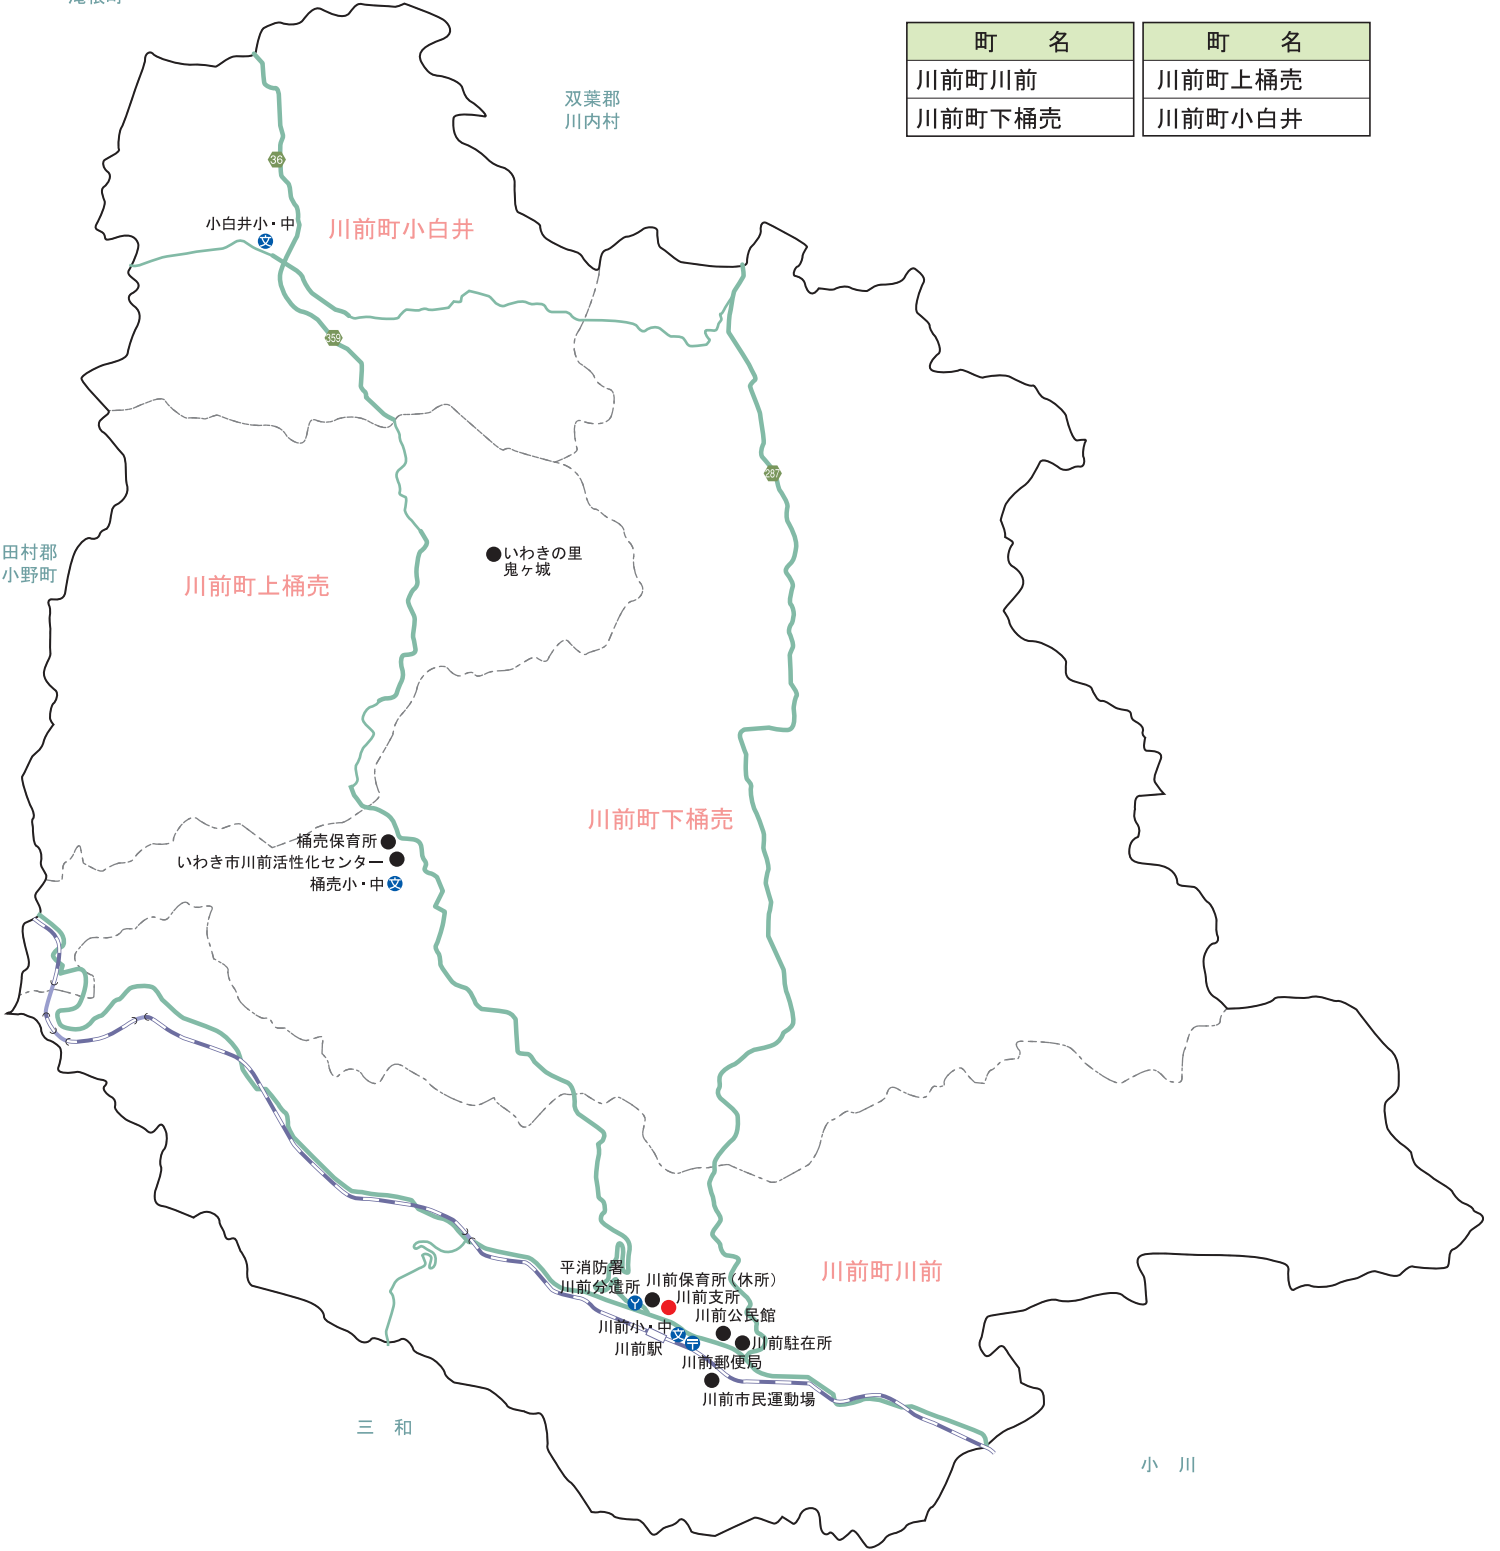 町 名
町 名
川前町川前
川前町上桶売
川前町下桶売
川前町小白井
双葉郡
川内村
36
小白井小・中
川前町小白井
359
287
田村郡
小野町
川前町上桶売
いわきの里
鬼ヶ城
川前町下桶売
桶売保育所
いわき市川前活性化センター
桶売小・中
平消防署
川前分遣所
川前保育所（休所）
川前支所
川前公民館
川前小・中
川前駅
川前駐在所
川前郵便局
川前市民運動場
川前町川前
三 和
小 川